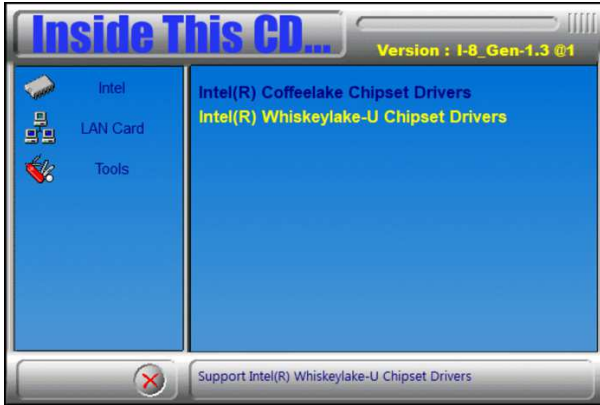 Inside This CD...
Version : I-8_Gen-1.3 @1
Intel
LAN Card
Tools
Intel(R) Coffeelake Chipset Drivers
Intel(R) Whiskeylake-U Chipset Drivers
Support Intel(R) Whiskeylake-U Chipset Drivers